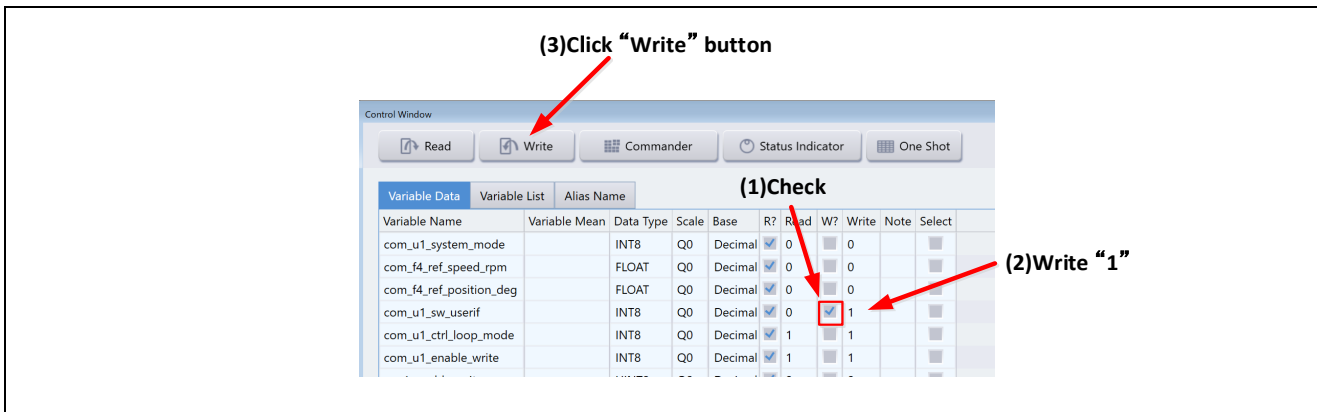 (3)Click “Write” button
Control Window
Read Write Commander Status Indicator One Shot
(1)Check
Variable Data Variable List Alias Name
Variable Name Variable Mean Data Type Scale Base R? Read W? Write Note Select
com_u1_system_mode INT8 Q0 Decimal 0 0
com_f4_ref_speed_rpm FLOAT Q0 Decimal 0 0
(2)Write “1”
com_f4_ref_position_deg FLOAT Q0 Decimal 0 0
com_u1_sw_userif INT8 Q0 Decimal 0 1
com_u1_ctrl_loop_mode INT8 Q0 Decimal 1 1
com_u1_enable_write INT8 Q0 Decimal 1 1